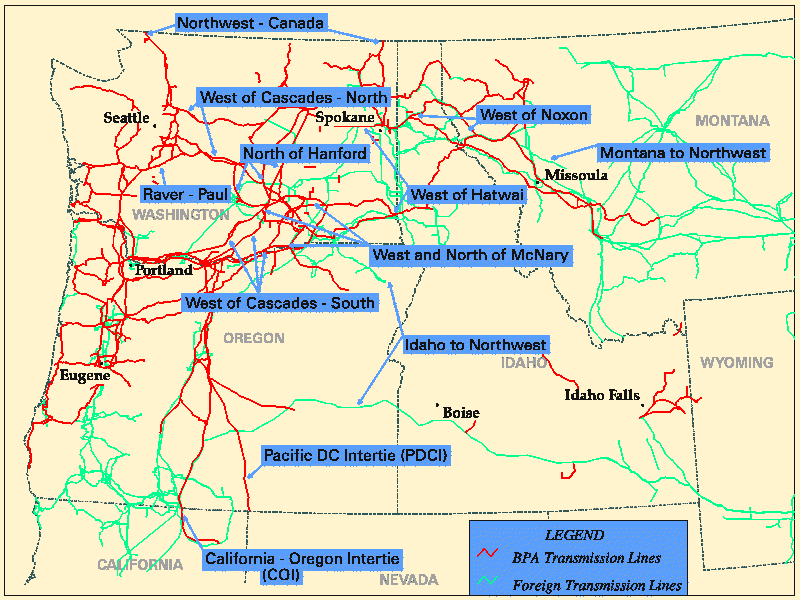 Northwest - Canada
West of Cascades - North
Seattle
Spokane
West of Noxon
MONTANA
North of Hanford
Montana to Northwest
Missoula
Raver - Paul
West of Hatwai
WASHINGTON
West and North of McNary
Portland
West of Cascades - South
OREGON
Idaho to Northwest
IDAHO
WYOMING
Eugene
Idaho Falls
Boise
Pacific DC Intertie (PDCI)
California - Oregon Intertie
(COI)
CALIFORNIA
NEVADA
LEGEND
BPA Transmission Lines
Foreign Transmission Lines